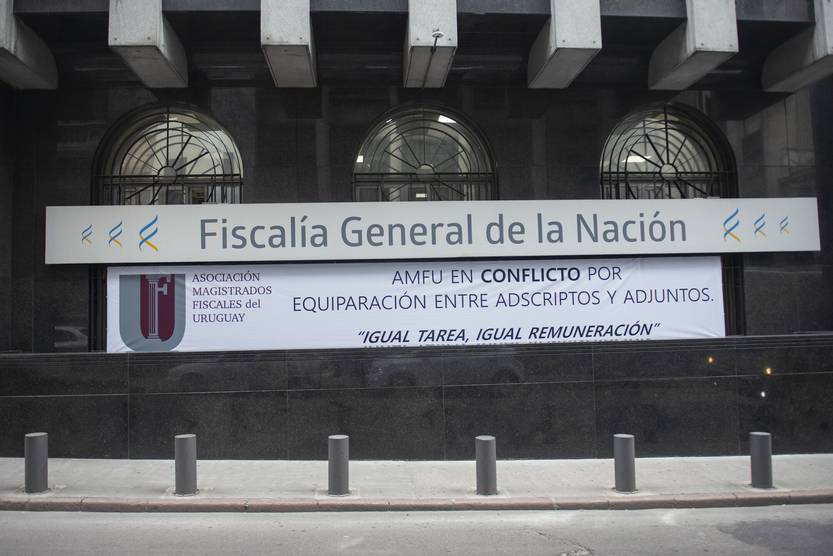 Fiscalía General de la Nación
ASOCIACIÓN
MAGISTRADOS
FISCALES del
URUGUAY
AMFU EN CONFLICTO POR
EQUIPARACIÓN ENTRE ADSCRIPTOS Y ADJUNTOS.
“IGUAL TAREA, IGUAL REMUNERACIÓN”